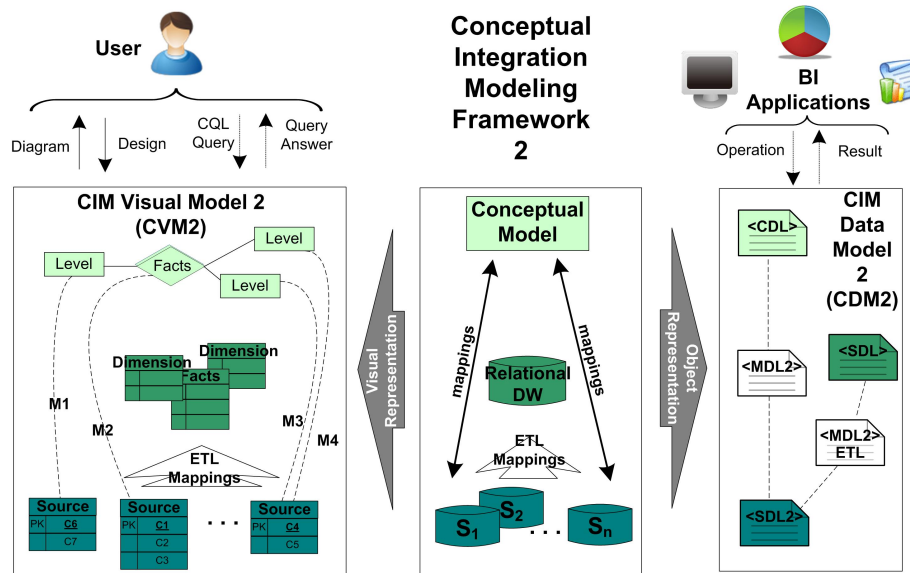 User
Diagram
Design
CQL
Query
Query
Answer
Conceptual
Integration
Modeling
Framework
2
BI
Applications
Operation
Result
CIM Visual Model 2
(CVM2)
Level
Facts
Level
Level
Dimension
Dimension
Facts
M1
M2
M3
M4
ETL
Mappings
Source
PK C6
C7
Source
PK C1
C2
C3
. . .
Source
PK C4
C5
Visual
Representation
Conceptual
Model
mappings
mappings
Relational
DW
ETL
Mappings
S1
S2
. . .
Sn
Object
Representation
CIM
Data
Model
2
(CDM2)
<CDL>
<MDL2>
<SDL>
<MDL2>
ETL
<SDL2>